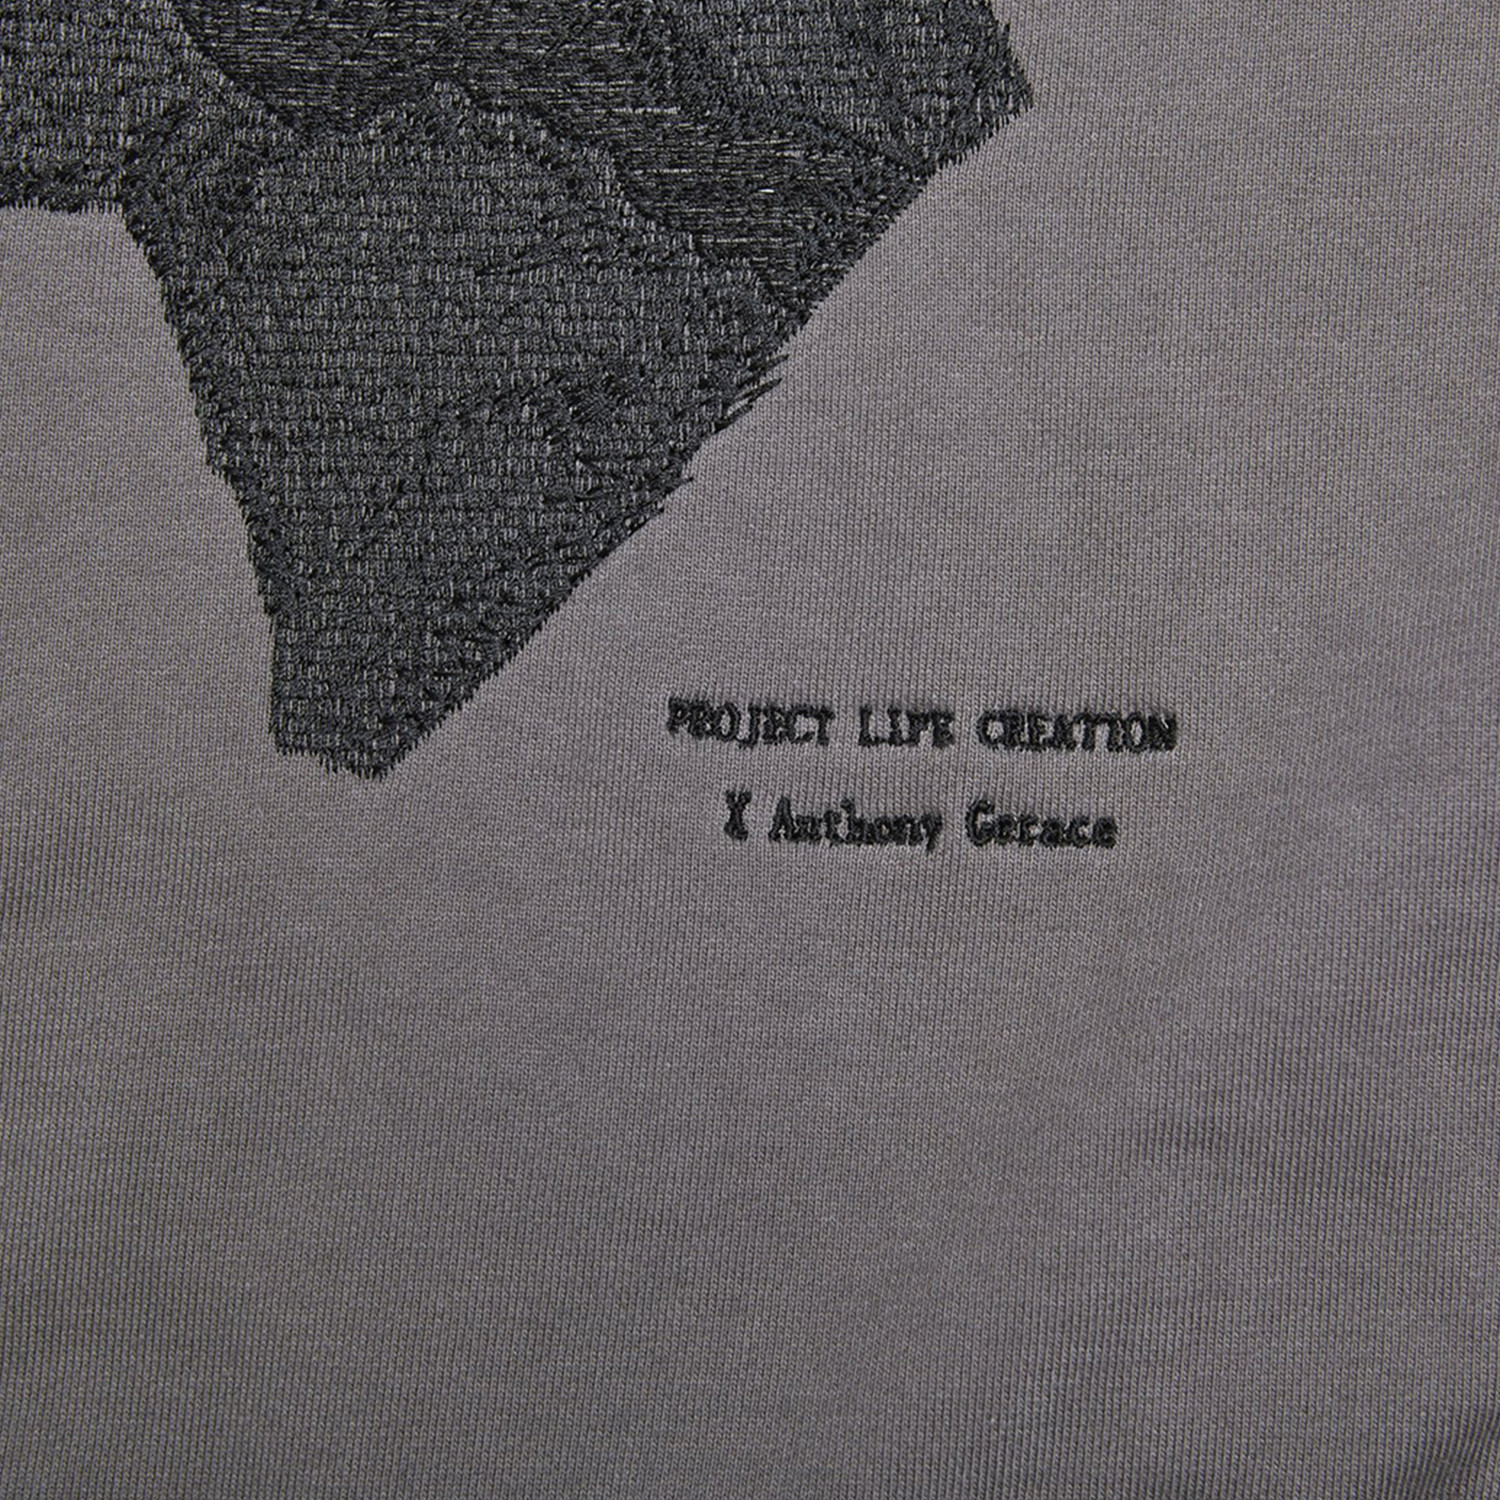 PROJECT LIFE CREATION
X Anthony Gerace